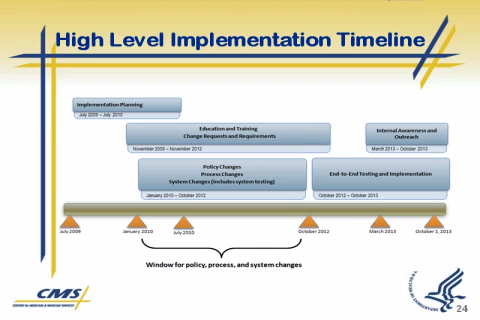 High Level Implementation Timeline
Implementation Planning
July 2009 – July 2010
Education and Training
Change Requests and Requirements
November 2009 – November 2012
Internal Awareness and
Outreach
March 2013 – October 2013
Policy Changes
Process Changes
System Changes (includes system testing)
January 2010 – October 2012
End-to-End Testing and Implementation
October 2012 – October 2013
July 2009
January 2010
July 2010
October 2012
March 2013
October 1, 2013
Window for policy, process, and system changes
CMS
CENTERS for MEDICARE & MEDICAID SERVICES
24